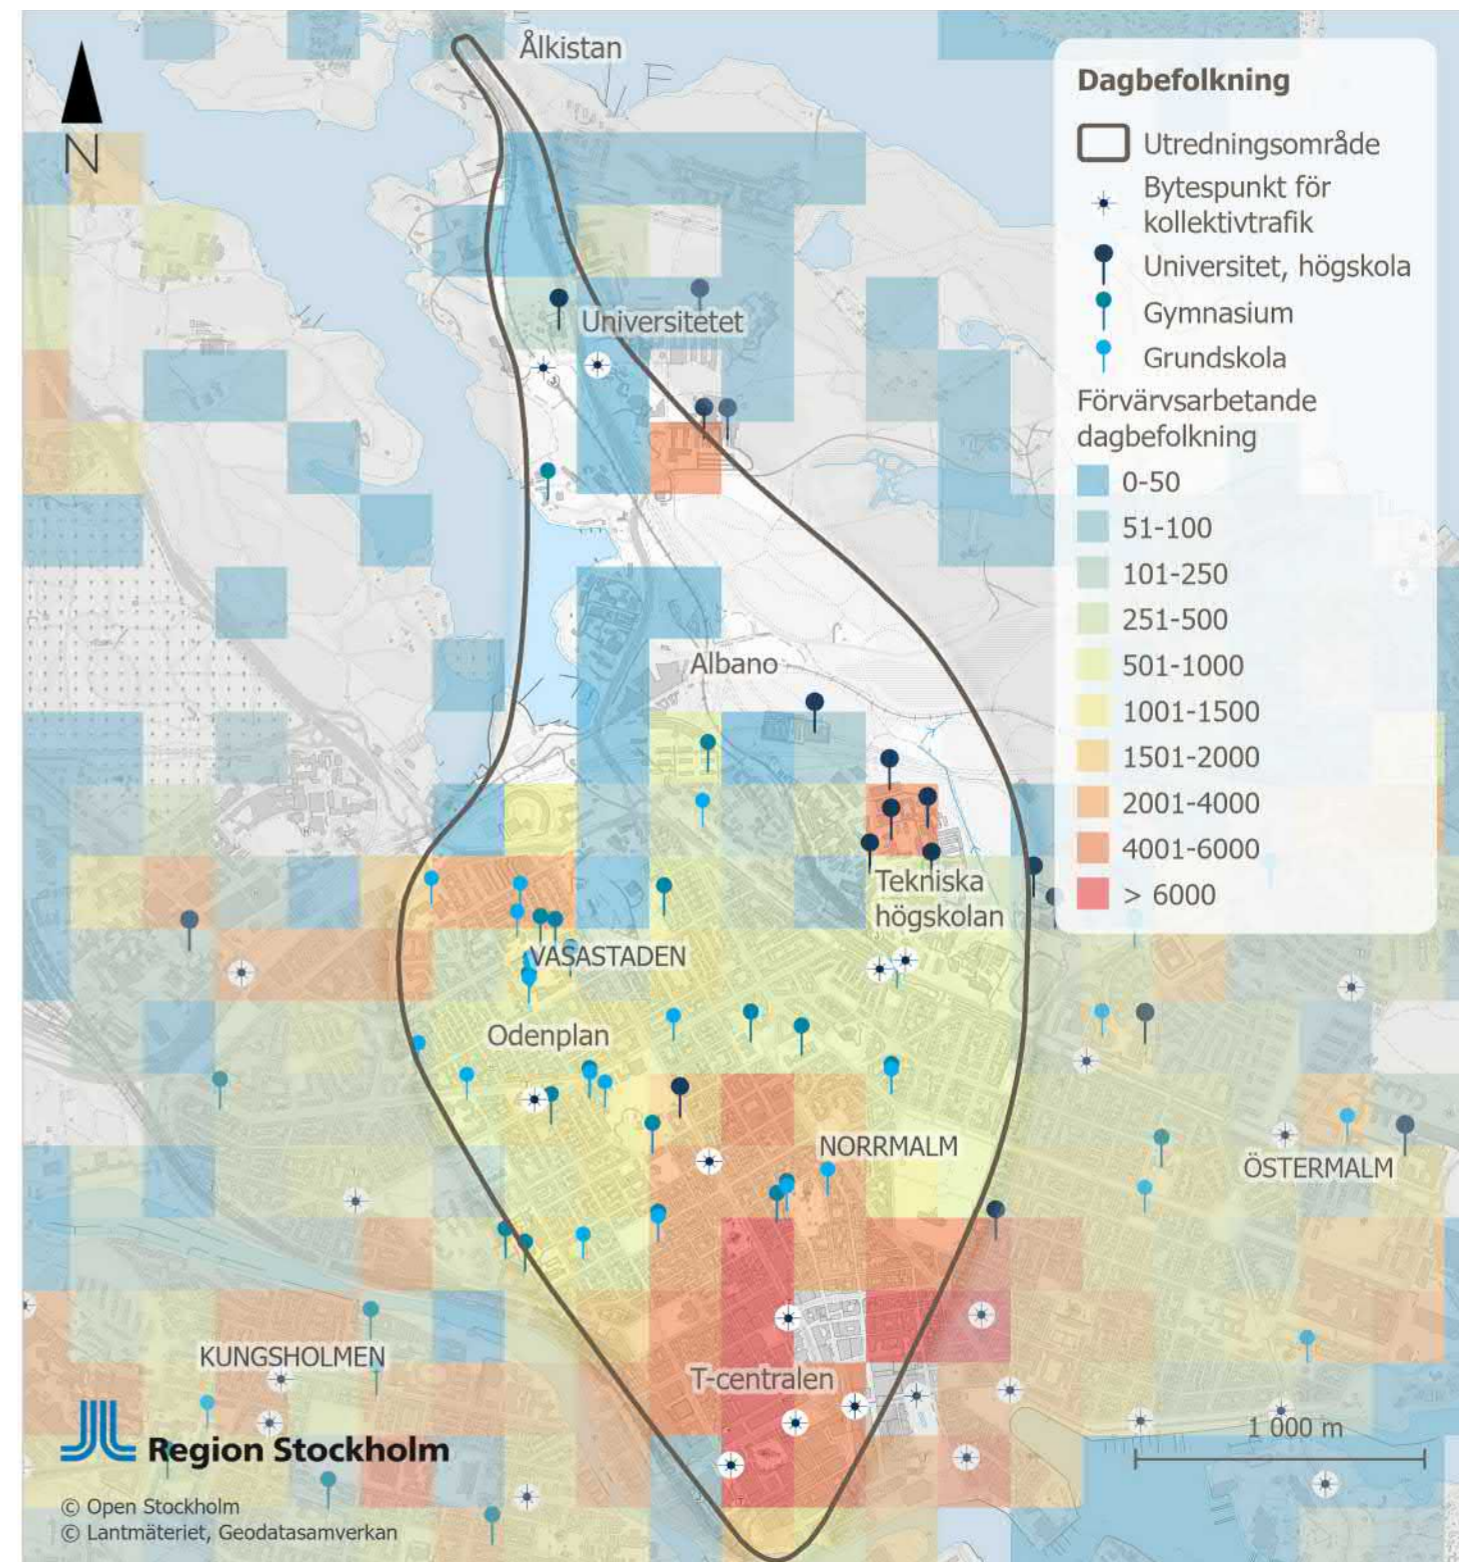 Ålkistan
N
Universitetet
Albano
Tekniska
högskolan
VASASTADEN
Odenplan
NORRMALM
ÖSTERMALM
KUNGSHOLMEN
T-centralen
Dagbefolkning
Utredningsområde
Bytespunkt för
kollektivtrafik
Universitet, högskola
Gymnasium
Grundskola
Förvärvsarbetande
dagbefolkning
0-50
51-100
101-250
251-500
501-1000
1001-1500
1501-2000
2001-4000
4001-6000
> 6000
1 000 m
Region Stockholm
© Open Stockholm
© Lantmäteriet, Geodatasamverkan